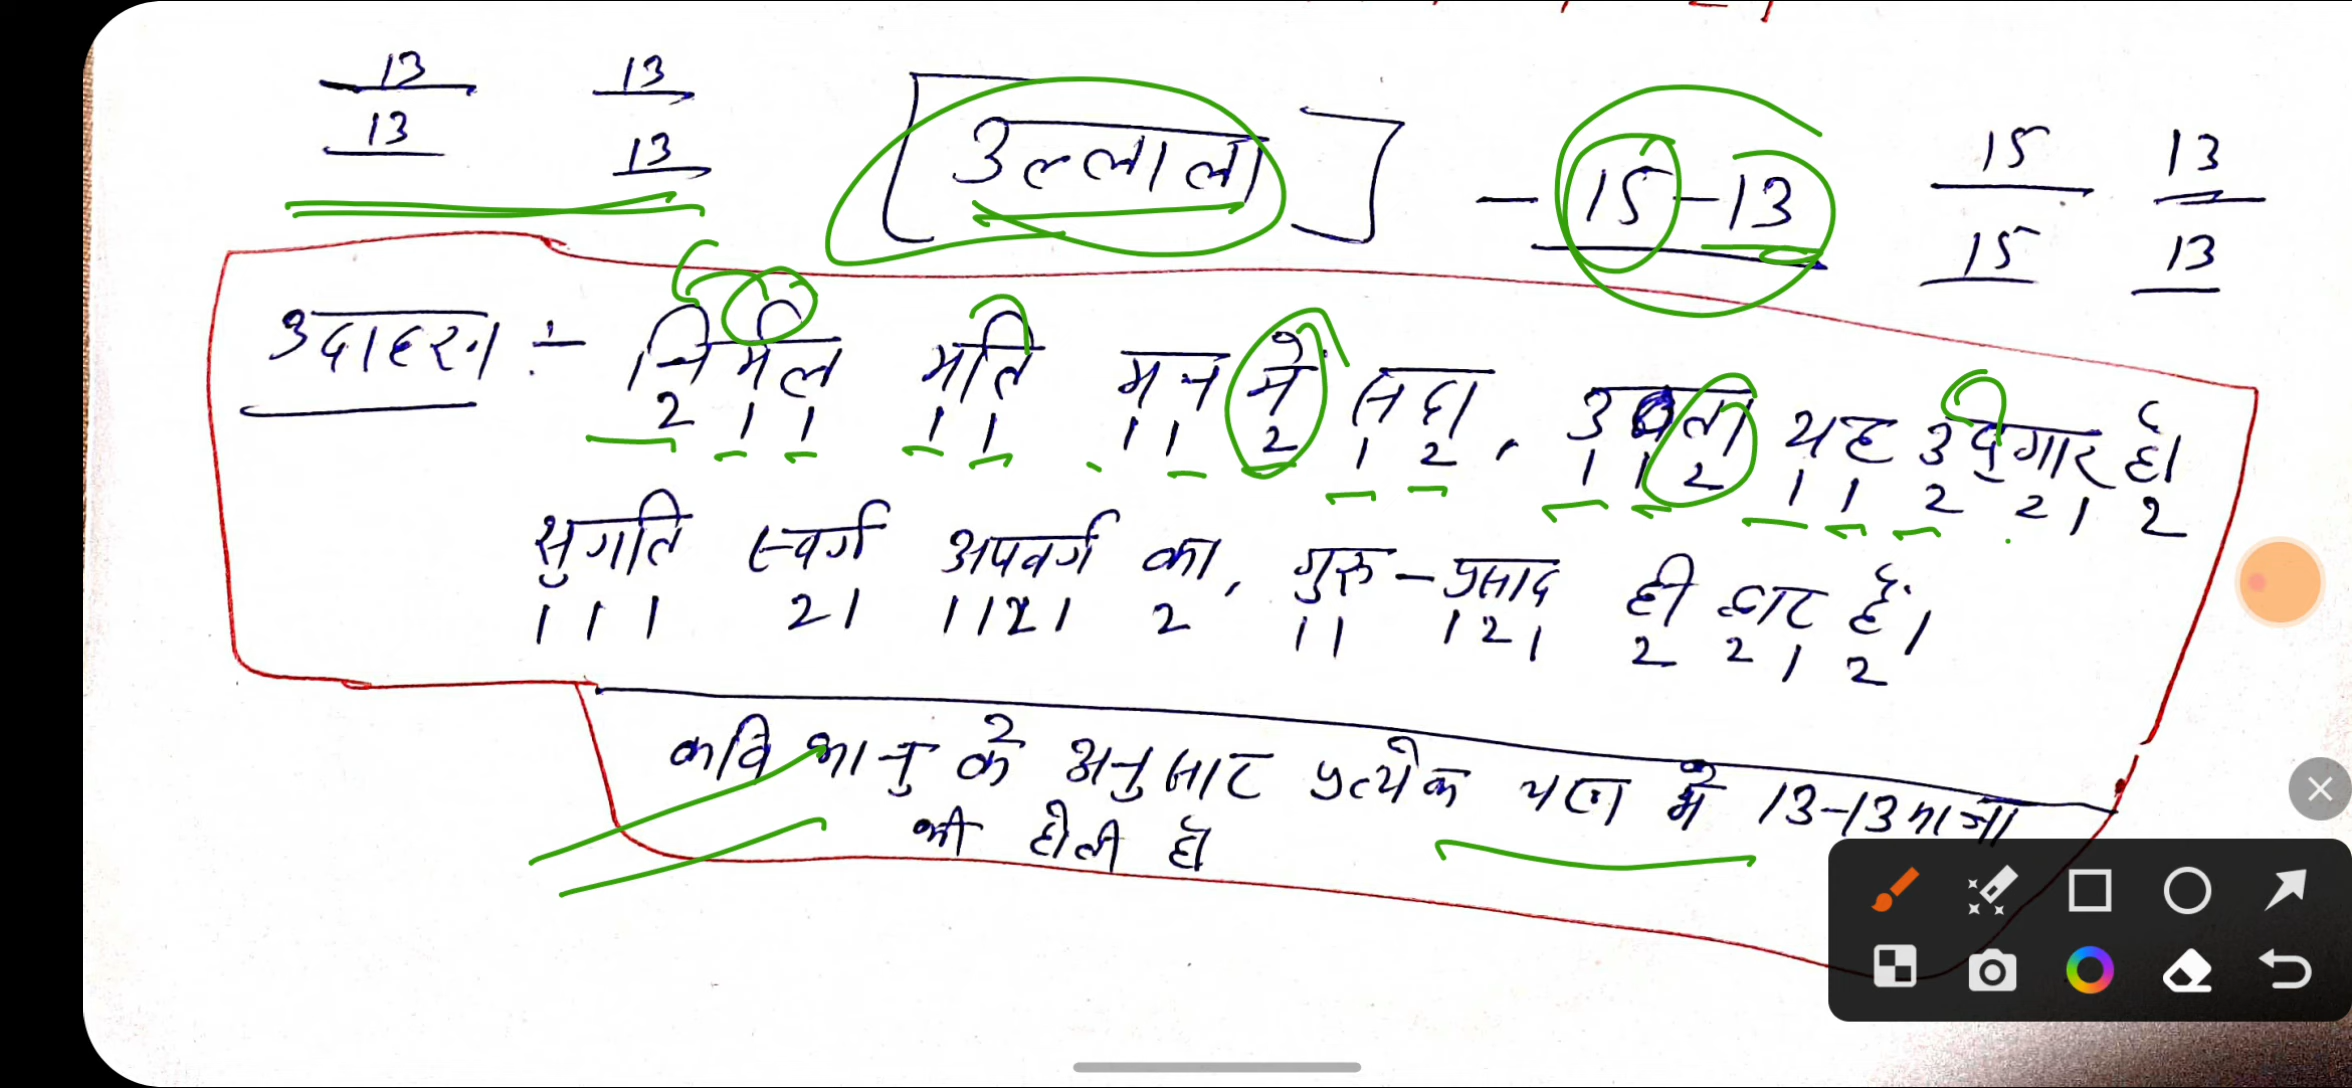 13 13
13 13
[उल्लाला] – 15-13
15 13
15 13
उदाहरण ÷ निर्मल मति मन में सदा, उला यह उद्गार है।
2 1 1 1 1 1 1 2 1 2 1 1 2 1 1 2 2 1 2
सुगति स्वर्ग अपवर्ग का, गुरू-प्रसाद ही द्वार है।
1 1 1 2 1 1 1 2 1 2 1 1 1 2 1 2 2 1 2
कवि भानु के अनुसार प्रत्येक चरण में 13-13 मात्रा
की होती है